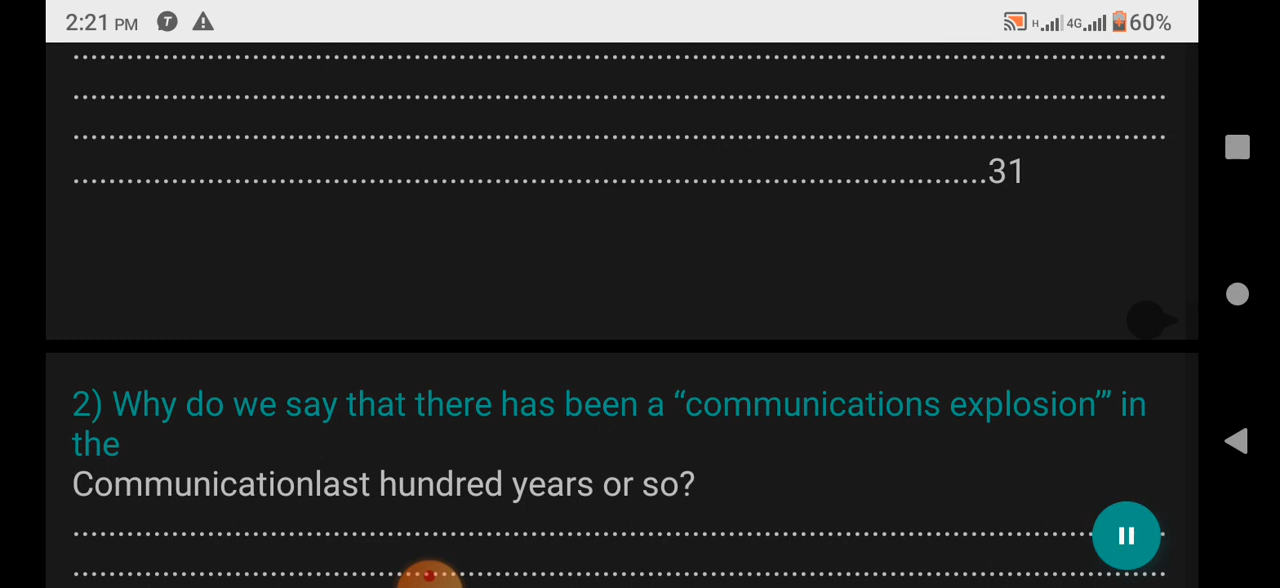 2:21 PM T H 4G 60%
....................................................................................................................................
....................................................................................................................................
....................................................................................................................................
..............................................................................................................31
2) Why do we say that there has been a “communications explosion”’ in
the
Communicationlast hundred years or so?
....................................................................................................................................
....................................................................................................................................